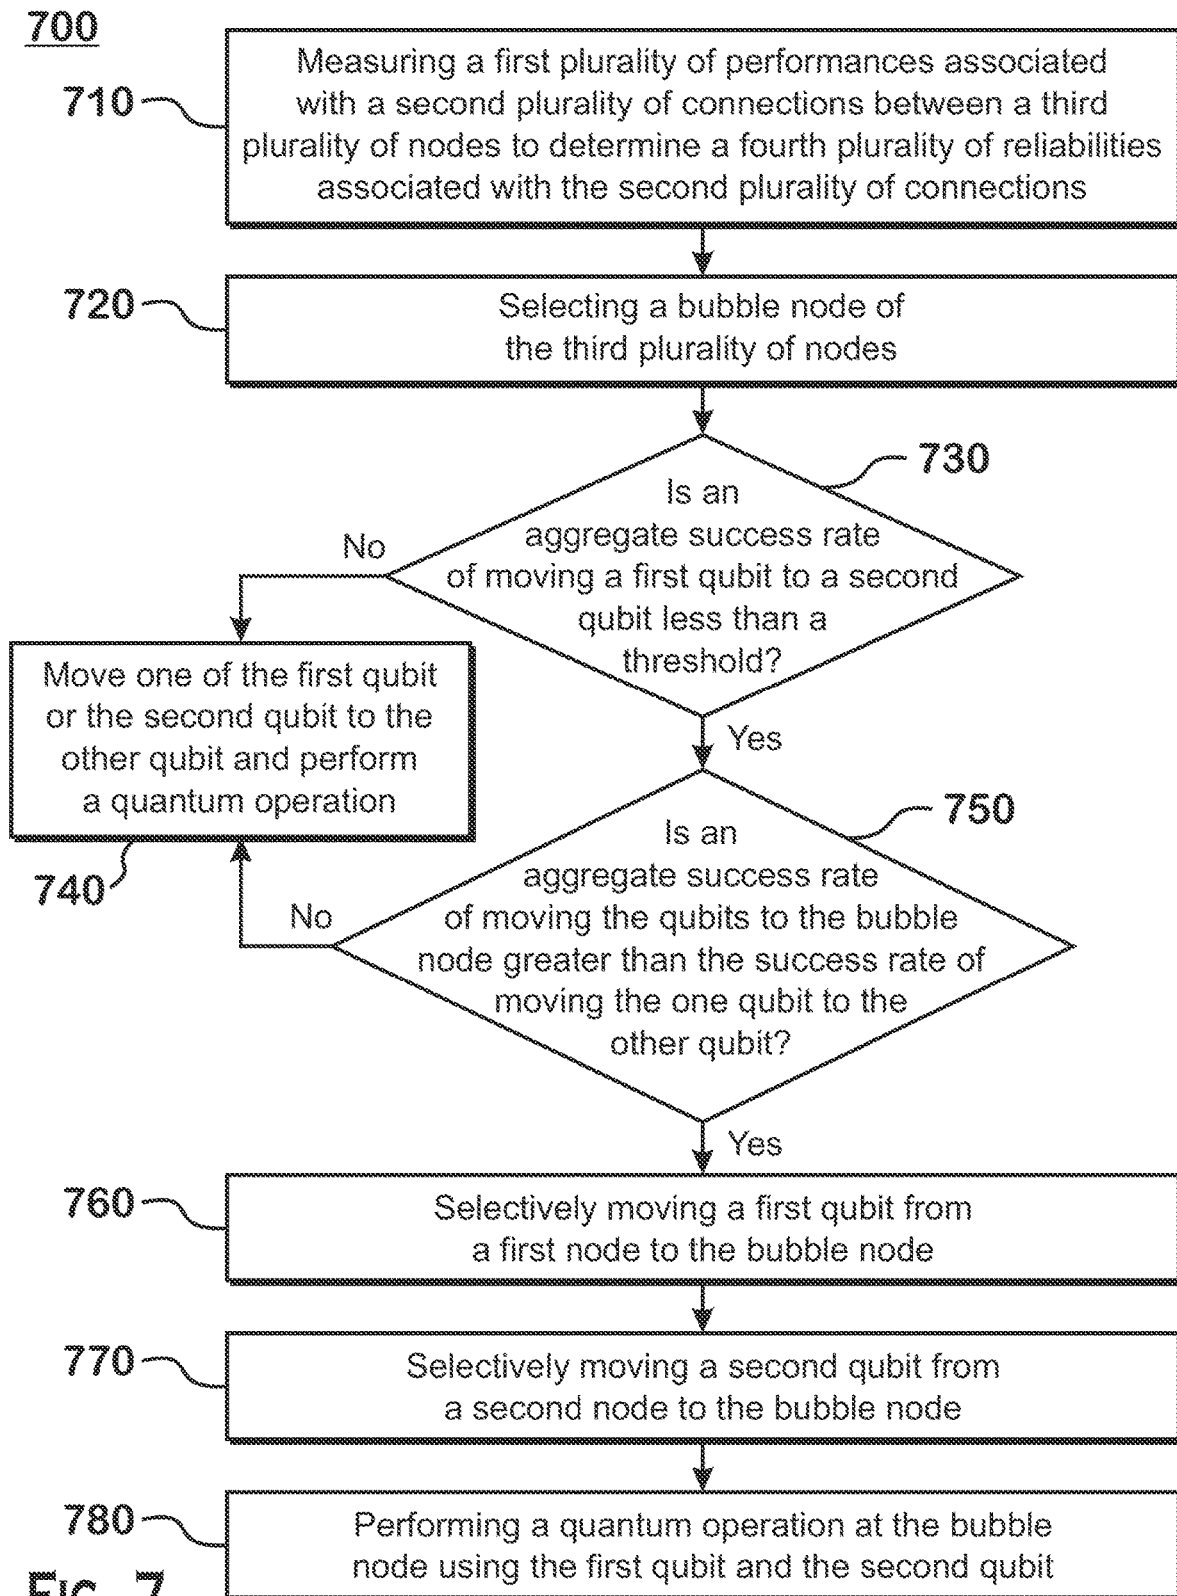 700
710
Measuring a first plurality of performances associated
with a second plurality of connections between a third
plurality of nodes to determine a fourth plurality of reliabilities
associated with the second plurality of connections
720
Selecting a bubble node of
the third plurality of nodes
730
Is an
aggregate success rate
of moving a first qubit to a second
qubit less than a
threshold?
No
Yes
Move one of the first qubit
or the second qubit to the
other qubit and perform
a quantum operation
740
750
Is an
aggregate success rate
of moving the qubits to the bubble
node greater than the success rate of
moving the one qubit to the
other qubit?
No
Yes
760
Selectively moving a first qubit from
a first node to the bubble node
770
Selectively moving a second qubit from
a second node to the bubble node
780
Performing a quantum operation at the bubble
node using the first qubit and the second qubit
FIG. 7